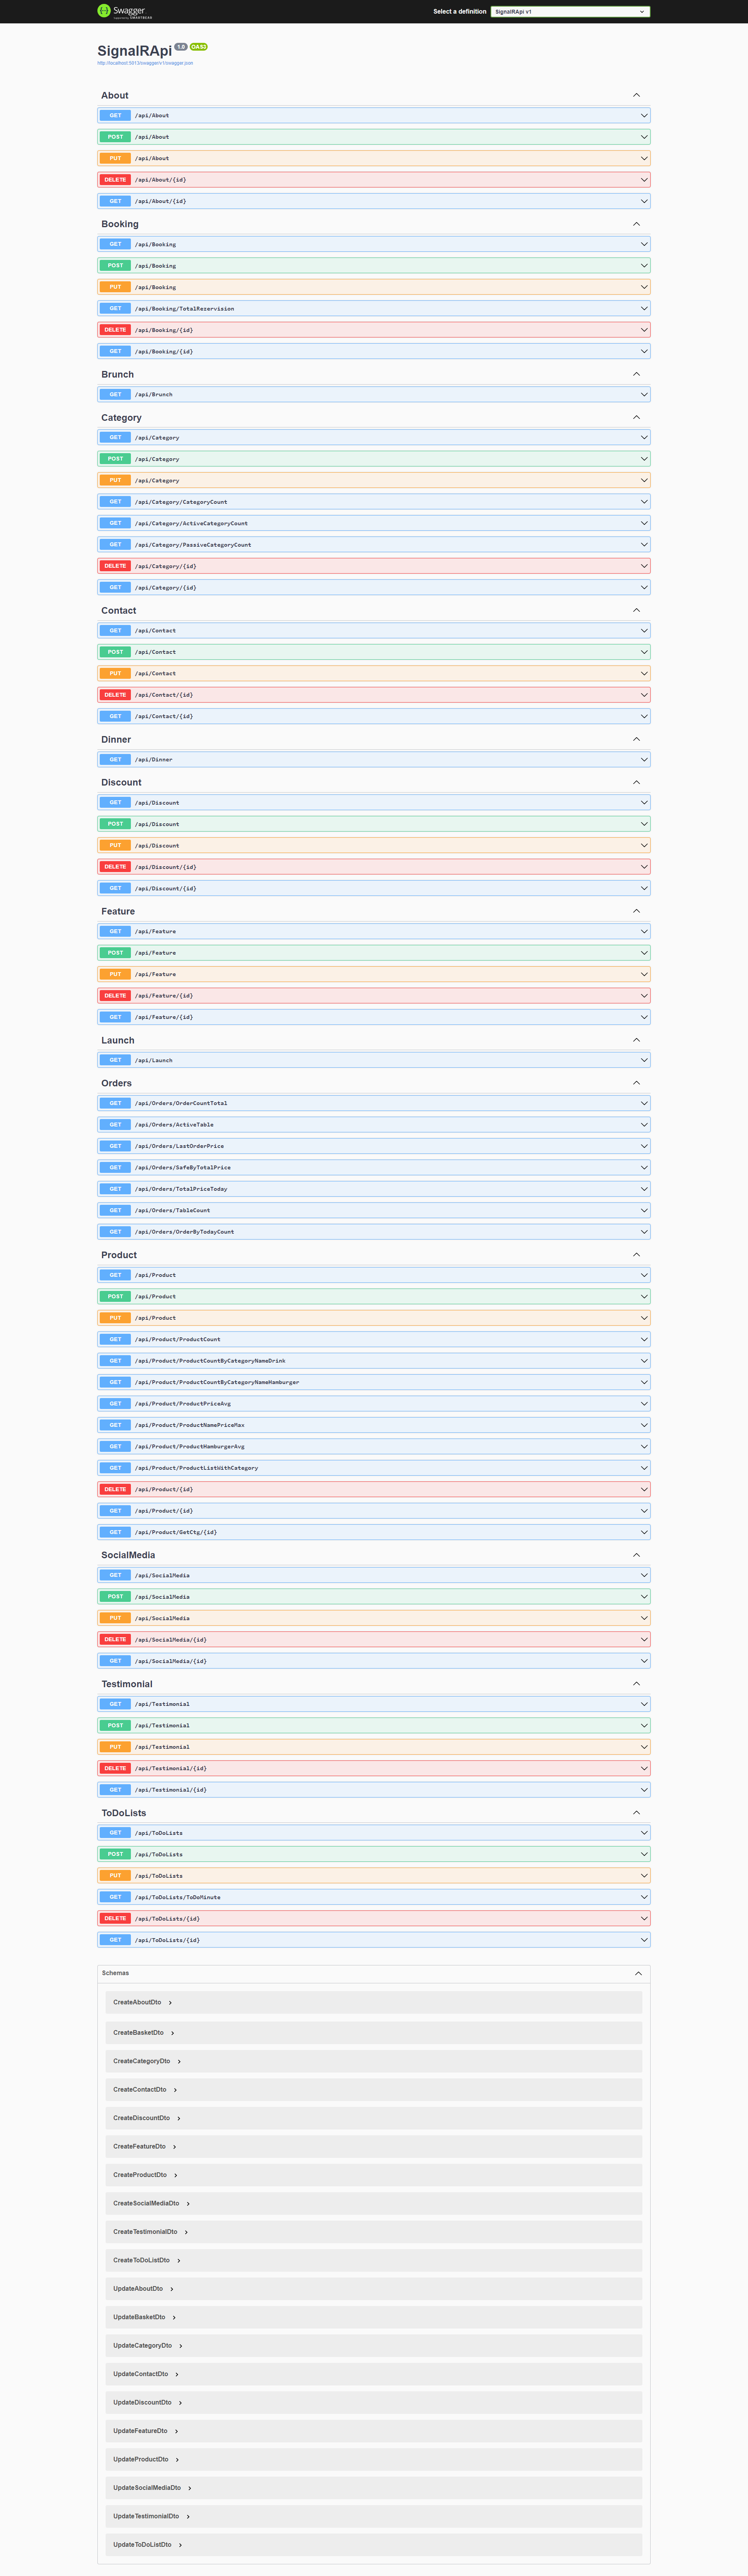 Swagger
Supported by SMARTBEAR
Select a definition
SignalRApi v1
SignalRApi 1.0 OAS3
http://localhost:5913/swagger/v1/swagger.json
About
GET /api/About
POST /api/About
PUT /api/About
DELETE /api/About/{id}
GET /api/About/{id}
Booking
GET /api/Booking
POST /api/Booking
PUT /api/Booking
GET /api/Booking/TotalRezervision
DELETE /api/Booking/{id}
GET /api/Booking/{id}
Brunch
GET /api/Brunch
Category
GET /api/Category
POST /api/Category
PUT /api/Category
GET /api/Category/CategoryCount
GET /api/Category/ActiveCategoryCount
GET /api/Category/PassiveCategoryCount
DELETE /api/Category/{id}
GET /api/Category/{id}
Contact
GET /api/Contact
POST /api/Contact
PUT /api/Contact
DELETE /api/Contact/{id}
GET /api/Contact/{id}
Dinner
GET /api/Dinner
Discount
GET /api/Discount
POST /api/Discount
PUT /api/Discount
DELETE /api/Discount/{id}
GET /api/Discount/{id}
Feature
GET /api/Feature
POST /api/Feature
PUT /api/Feature
DELETE /api/Feature/{id}
GET /api/Feature/{id}
Launch
GET /api/Launch
Orders
GET /api/Orders/OrderCountTotal
GET /api/Orders/ActiveTable
GET /api/Orders/LastOrderPrice
GET /api/Orders/SafeByTotalPrice
GET /api/Orders/TotalPriceToday
GET /api/Orders/TableCount
GET /api/Orders/OrderByTodayCount
Product
GET /api/Product
POST /api/Product
PUT /api/Product
GET /api/Product/ProductCount
GET /api/Product/ProductCountByCategoryNameDrink
GET /api/Product/ProductCountByCategoryNameHamburger
GET /api/Product/ProductPriceAvg
GET /api/Product/ProductNamePriceMax
GET /api/Product/ProductHamburgerAvg
GET /api/Product/ProductListWithCategory
DELETE /api/Product/{id}
GET /api/Product/{id}
GET /api/Product/GetCtg/{id}
SocialMedia
GET /api/SocialMedia
POST /api/SocialMedia
PUT /api/SocialMedia
DELETE /api/SocialMedia/{id}
GET /api/SocialMedia/{id}
Testimonial
GET /api/Testimonial
POST /api/Testimonial
PUT /api/Testimonial
DELETE /api/Testimonial/{id}
GET /api/Testimonial/{id}
ToDoLists
GET /api/ToDoLists
POST /api/ToDoLists
PUT /api/ToDoLists
GET /api/ToDoLists/ToDoMinute
DELETE /api/ToDoLists/{id}
GET /api/ToDoLists/{id}
Schemas
CreateAboutDto
CreateBasketDto
CreateCategoryDto
CreateContactDto
CreateDiscountDto
CreateFeatureDto
CreateProductDto
CreateSocialMediaDto
CreateTestimonialDto
CreateToDoListDto
UpdateAboutDto
UpdateBasketDto
UpdateCategoryDto
UpdateContactDto
UpdateDiscountDto
UpdateFeatureDto
UpdateProductDto
UpdateSocialMediaDto
UpdateTestimonialDto
UpdateToDoListDto